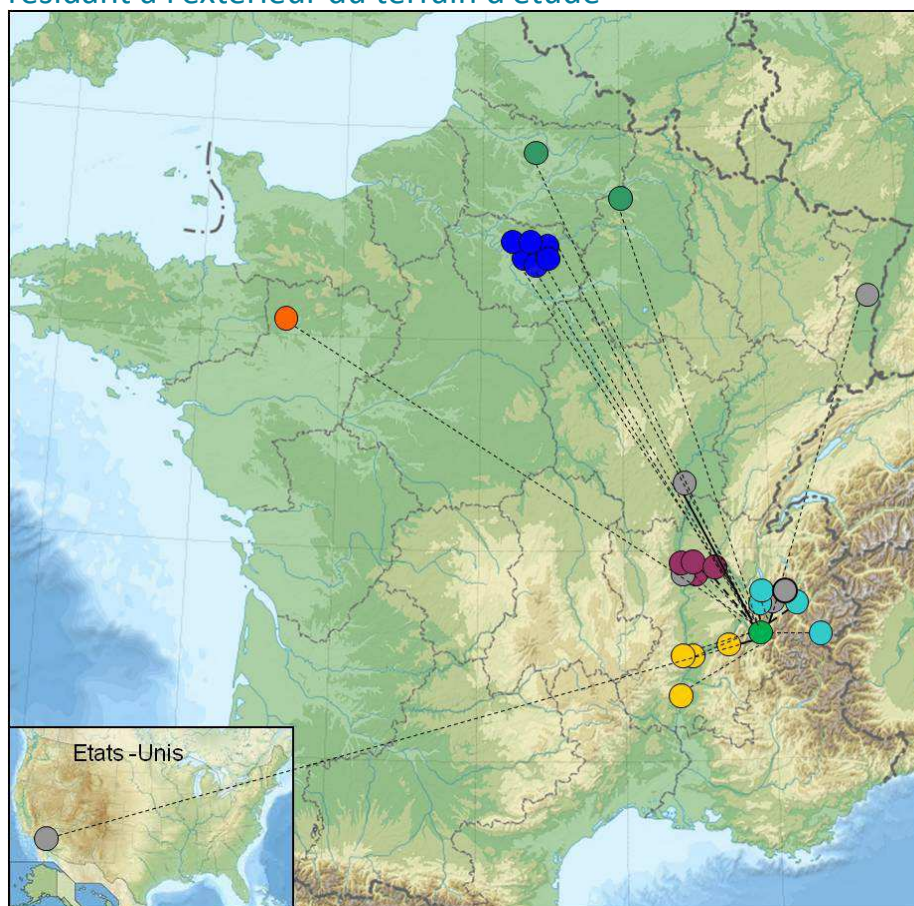 résidant à l'extérieur du terrain d'étude
Etats -Unis